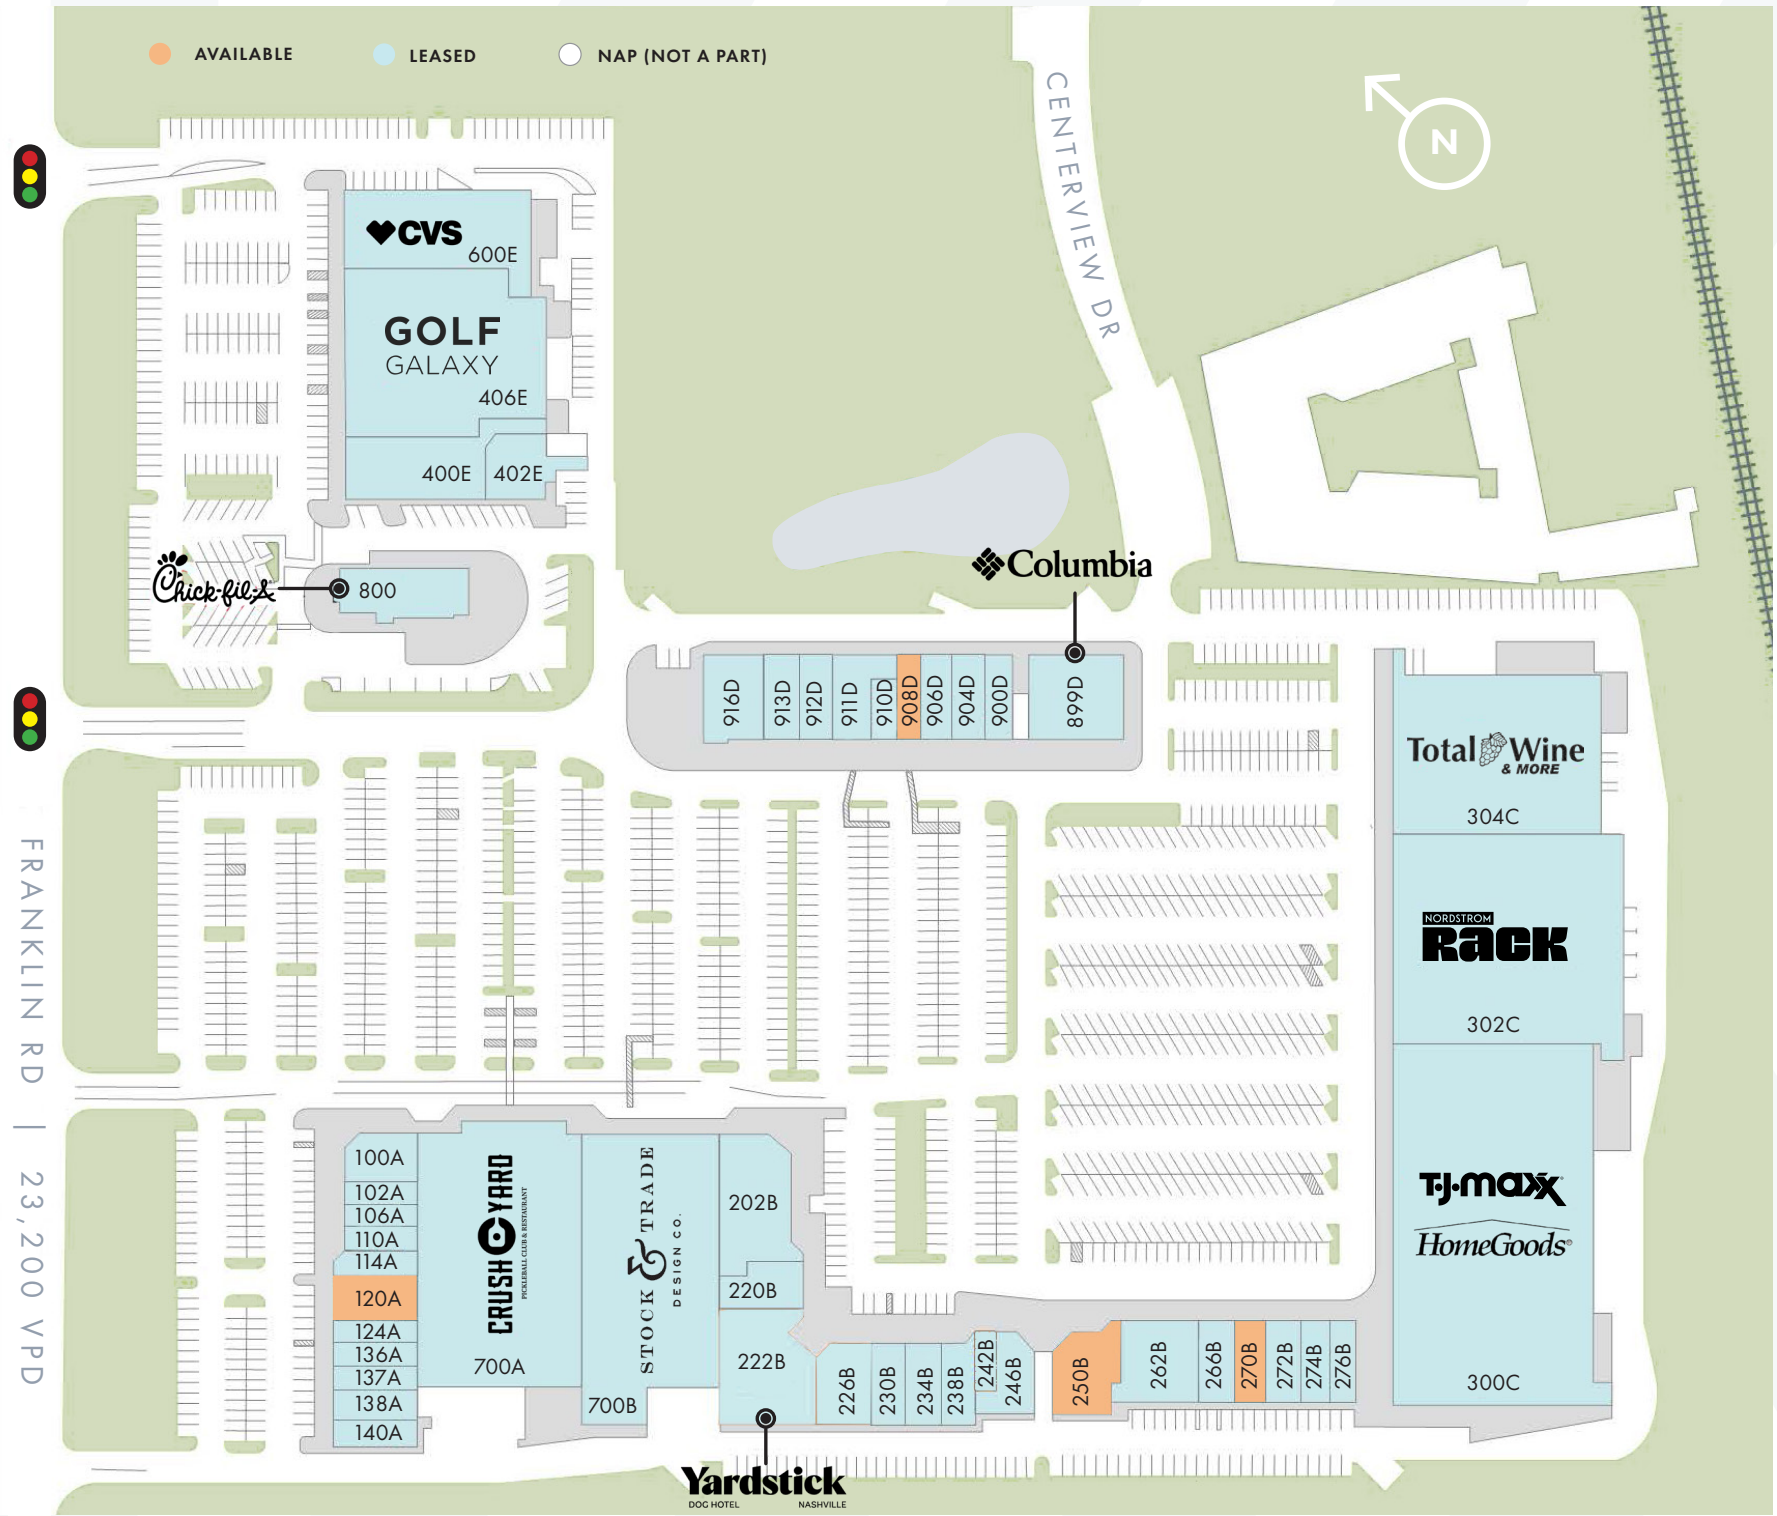 AVAILABLE
LEASED
NAP (NOT A PART)
CENTERVIEW DR
N
CVS
600E
GOLF
GALAXY
406E
400E
402E
Chick-fil-A
800
Columbia
916D
913D
912D
911D
910D
908D
906D
904D
900D
899D
Total Wine
& MORE
304C
NORDSTROM
RACK
302C
T.J.maxx
HomeGoods
300C
FRANKLIN RD | 23,200 VPD
100A
102A
106A
110A
114A
120A
124A
136A
137A
138A
140A
CRUSH YARD
PICKLEBALL CLUB & RESTAURANT
700A
STOCK & TRADE
DESIGN CO.
700B
202B
220B
222B
226B
230B
234B
238B
242B
246B
250B
262B
266B
270B
272B
274B
276B
Yardstick
DOG HOTEL NASHVILLE